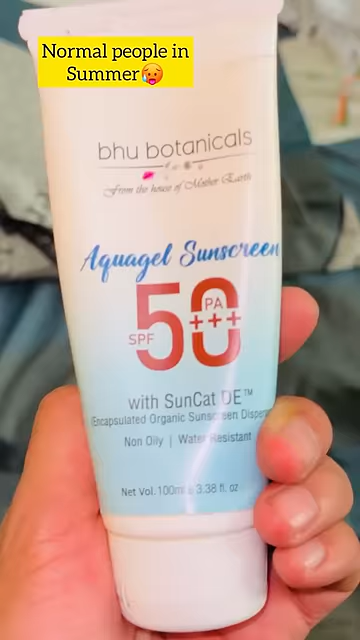 Normal people in
Summer🥵
bhu botanicals
From the house of Mother Earth
Aquagel Sunscreen
SPF 50 PA +++
with SunCat DE™
(Encapsulated Organic Sunscreen Dispers
Non Oily | Water Resistant
Net Vol. 100ml e 3.38 fl. oz